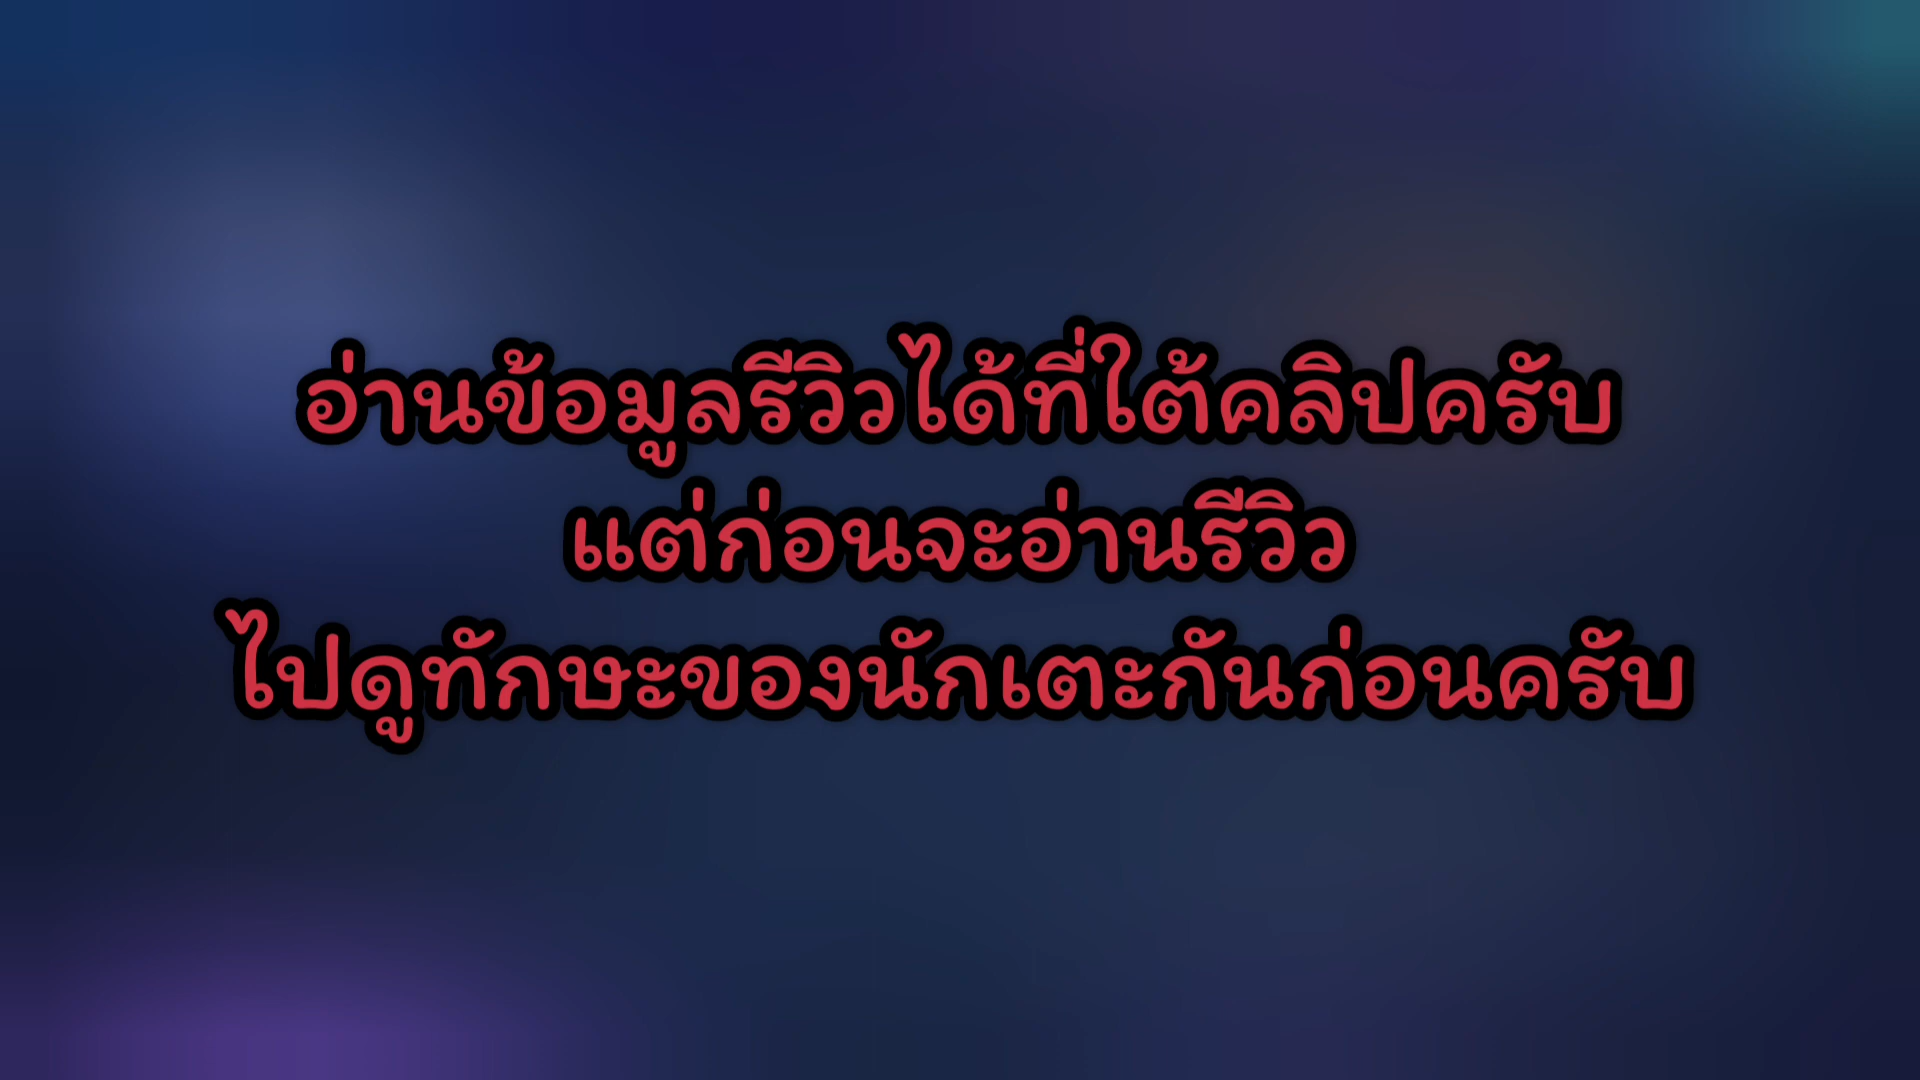 อ่านข้อมูลรีวิวได้ที่ใต้คลิปครับ
แต่ก่อนจะอ่านรีวิว
ไปดูทักษะของนักเตะกันก่อนครับ